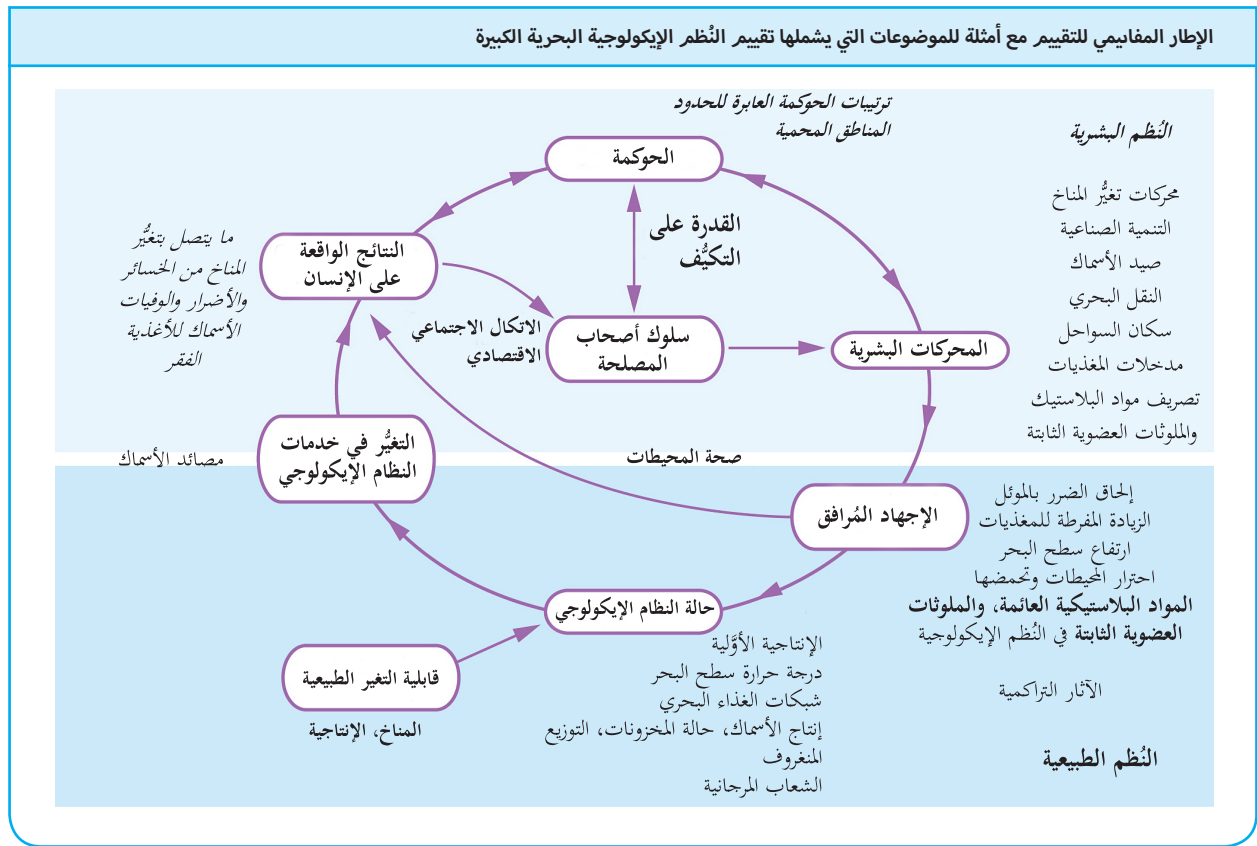 الإطار المفاهيمي للتقييم مع أمثلة للموضوعات التي يشملها تقييم النُظم الإيكولوجية البحرية الكبيرة
ترتيبات الحوكمة العابرة للحدود
المناطق المحمية
النُظم البشرية
الحوكمة
محركات تغيُّر المناخ
التنمية الصناعية
صيد الأسماك
النقل البحري
سكان السواحل
مدخلات المغذيات
تصريف مواد البلاستيك
والملوثات العضوية الثابتة
القدرة على
التكيُّف
النتائج الواقعة
على الإنسان
ما يتصل بتغيُّر
المناخ من الخسائر
والأضرار والوفيات
الأسماك للأغذية
الفقر
المحركات البشرية
سلوك أصحاب
المصلحة
الاتكال الاجتماعي
الاقتصادي
التغيُّر في خدمات
النظام الإيكولوجي
مصائد الأسماك
صحة المحيطات
إلحاق الضرر بالموئل
الزيادة المفرطة للمغذيات
ارتفاع سطح البحر
احترار المحيطات وتحمضها
المواد البلاستيكية العائمة، والملوثات
العضوية الثابتة في النُظم الإيكولوجية
الآثار التراكمية
النُظم الطبيعية
الإجهاد المُرافق
حالة النظام الإيكولوجي
الإنتاجية الأوَّلية
درجة حرارة سطح البحر
شبكات الغذاء البحري
إنتاج الأسماك، حالة المخزونات، التوزيع
المنغروف
الشعاب المرجانية
قابلية التغير الطبيعية
المناخ، الإنتاجية